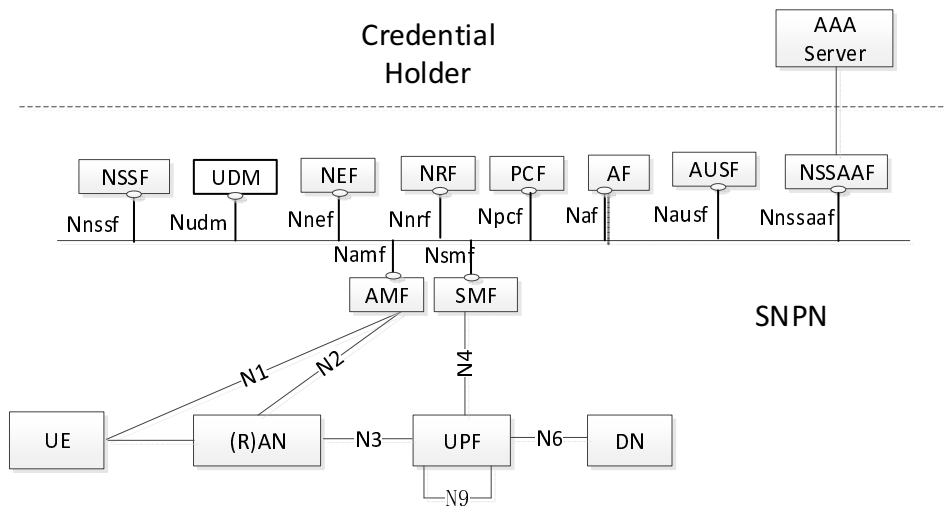 Credential
Holder
AAA
Server
NSSF
UDM
NEF
NRF
PCF
AF
AUSF
NSSAAF
Nnssf
Nudm
Nnef
Nnrf
Npcf
Naf
Nausf
Nnssaaf
Namf
Nsmf
AMF
SMF
SNPN
N1
N2
N4
UE
(R)AN
N3
UPF
N6
DN
N9